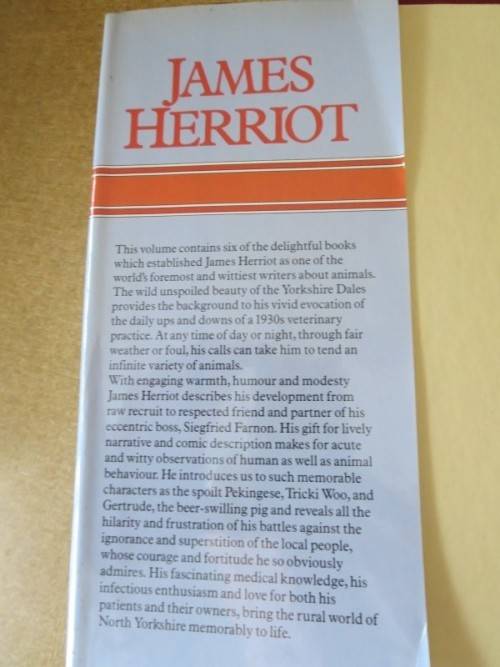 JAMES
HERRIOT
This volume contains six of the delightful books
which established James Herriot as one of the
world's foremost and wittiest writers about animals.
The wild unspoiled beauty of the Yorkshire Dales
provides the background to his vivid evocation of
the daily ups and downs of a 1930s veterinary
practice. At any time of day or night, through fair
weather or foul, his calls can take him to tend an
infinite variety of animals.
With engaging warmth, humour and modesty
James Herriot describes his development from
raw recruit to respected friend and partner of his
eccentric boss, Siegfried Farnon. His gift for lively
narrative and comic description makes for acute
and witty observations of human as well as animal
behaviour. He introduces us to such memorable
characters as the spoilt Pekingese, Tricki Woo, and
Gertrude, the beer-swilling pig and reveals all the
hilarity and frustration of his battles against the
ignorance and superstition of the local people,
whose courage and fortitude he so obviously
admires. His fascinating medical knowledge, his
infectious enthusiasm and love for both his
patients and their owners, bring the rural world of
North Yorkshire memorably to life.